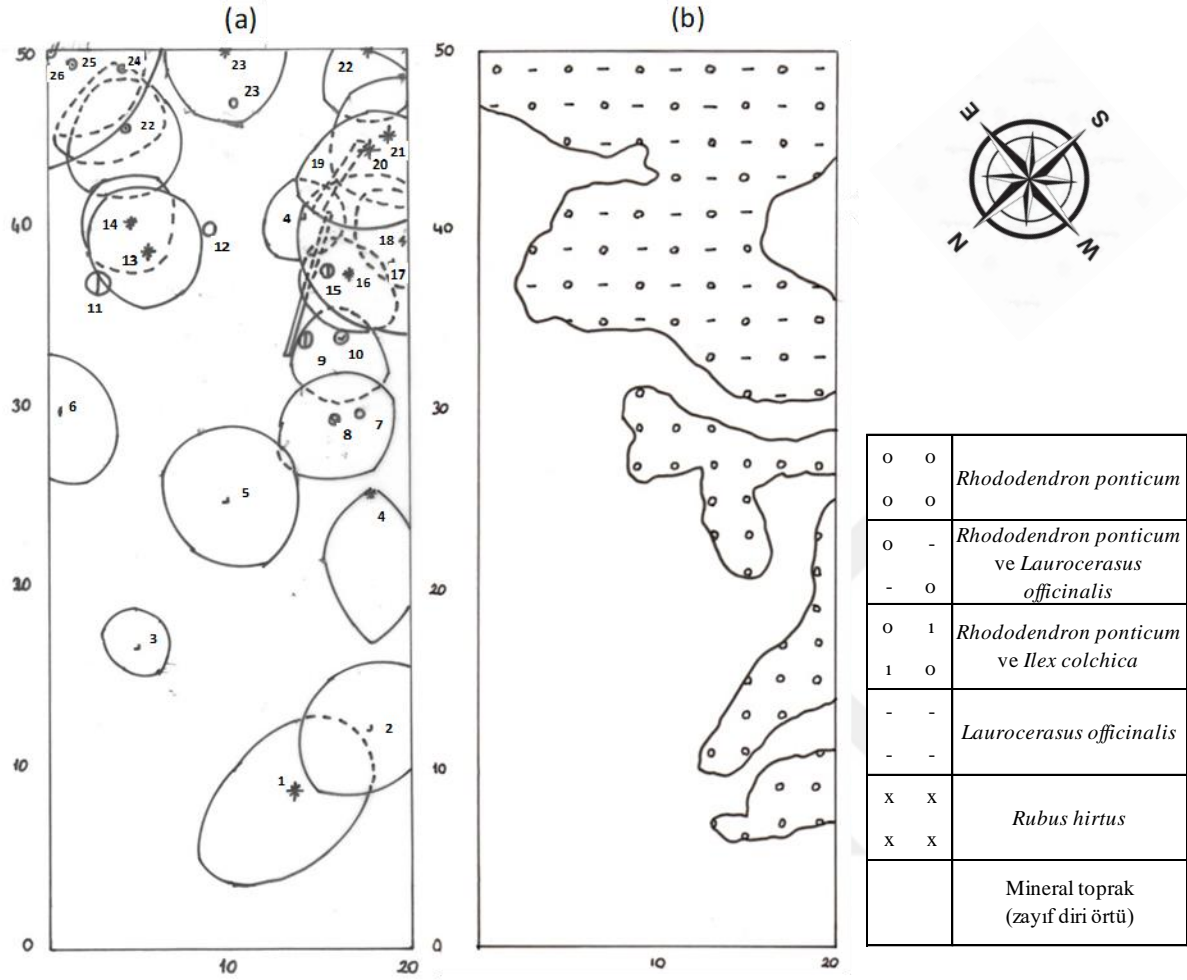 (a)
50
26
25
24
22
23
23
22
19
20
21
14
13
12
11
4
18
17
15
16
9
10
40
30
6
5
8
7
4
20
3
2
1
10
0
10
20
(b)
50
40
30
20
10
0
10
20
E
S
N
W
o o
o o
Rhododendron ponticum
o -
- o
Rhododendron ponticum
ve Laurocerasus
officinalis
o ı
ı o
Rhododendron ponticum
ve Ilex colchica
- -
- -
Laurocerasus officinalis
x x
x x
Rubus hirtus
Mineral toprak
(zayıf diri örtü)